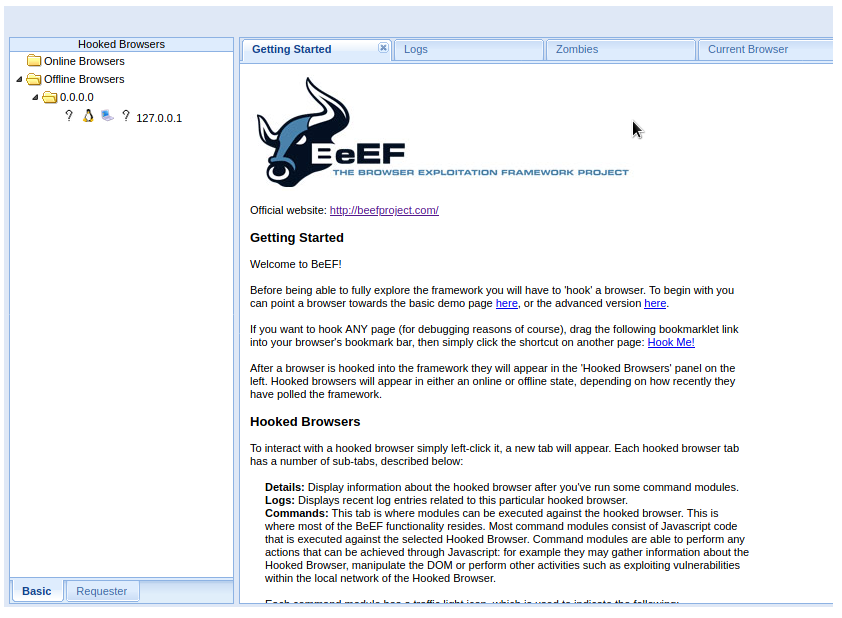 Hooked Browsers
Online Browsers
Offline Browsers
0.0.0.0
? ? 127.0.0.1
Basic
Requester
Getting Started
Logs
Zombies
Current Browser
BeEF
THE BROWSER EXPLOITATION FRAMEWORK PROJECT
Official website: http://beefproject.com/
Getting Started
Welcome to BeEF!
Before being able to fully explore the framework you will have to 'hook' a browser. To begin with you
can point a browser towards the basic demo page here, or the advanced version here.
If you want to hook ANY page (for debugging reasons of course), drag the following bookmarklet link
into your browser's bookmark bar, then simply click the shortcut on another page: Hook Me!
After a browser is hooked into the framework they will appear in the 'Hooked Browsers' panel on the
left. Hooked browsers will appear in either an online or offline state, depending on how recently they
have polled the framework.
Hooked Browsers
To interact with a hooked browser simply left-click it, a new tab will appear. Each hooked browser tab
has a number of sub-tabs, described below:
Details: Display information about the hooked browser after you've run some command modules.
Logs: Displays recent log entries related to this particular hooked browser.
Commands: This tab is where modules can be executed against the hooked browser. This is
where most of the BeEF functionality resides. Most command modules consist of Javascript code
that is executed against the selected Hooked Browser. Command modules are able to perform any
actions that can be achieved through Javascript: for example they may gather information about the
Hooked Browser, manipulate the DOM or perform other activities such as exploiting vulnerabilities
within the local network of the Hooked Browser.
Each command module has a traffic light icon, which is used to indicate the following: